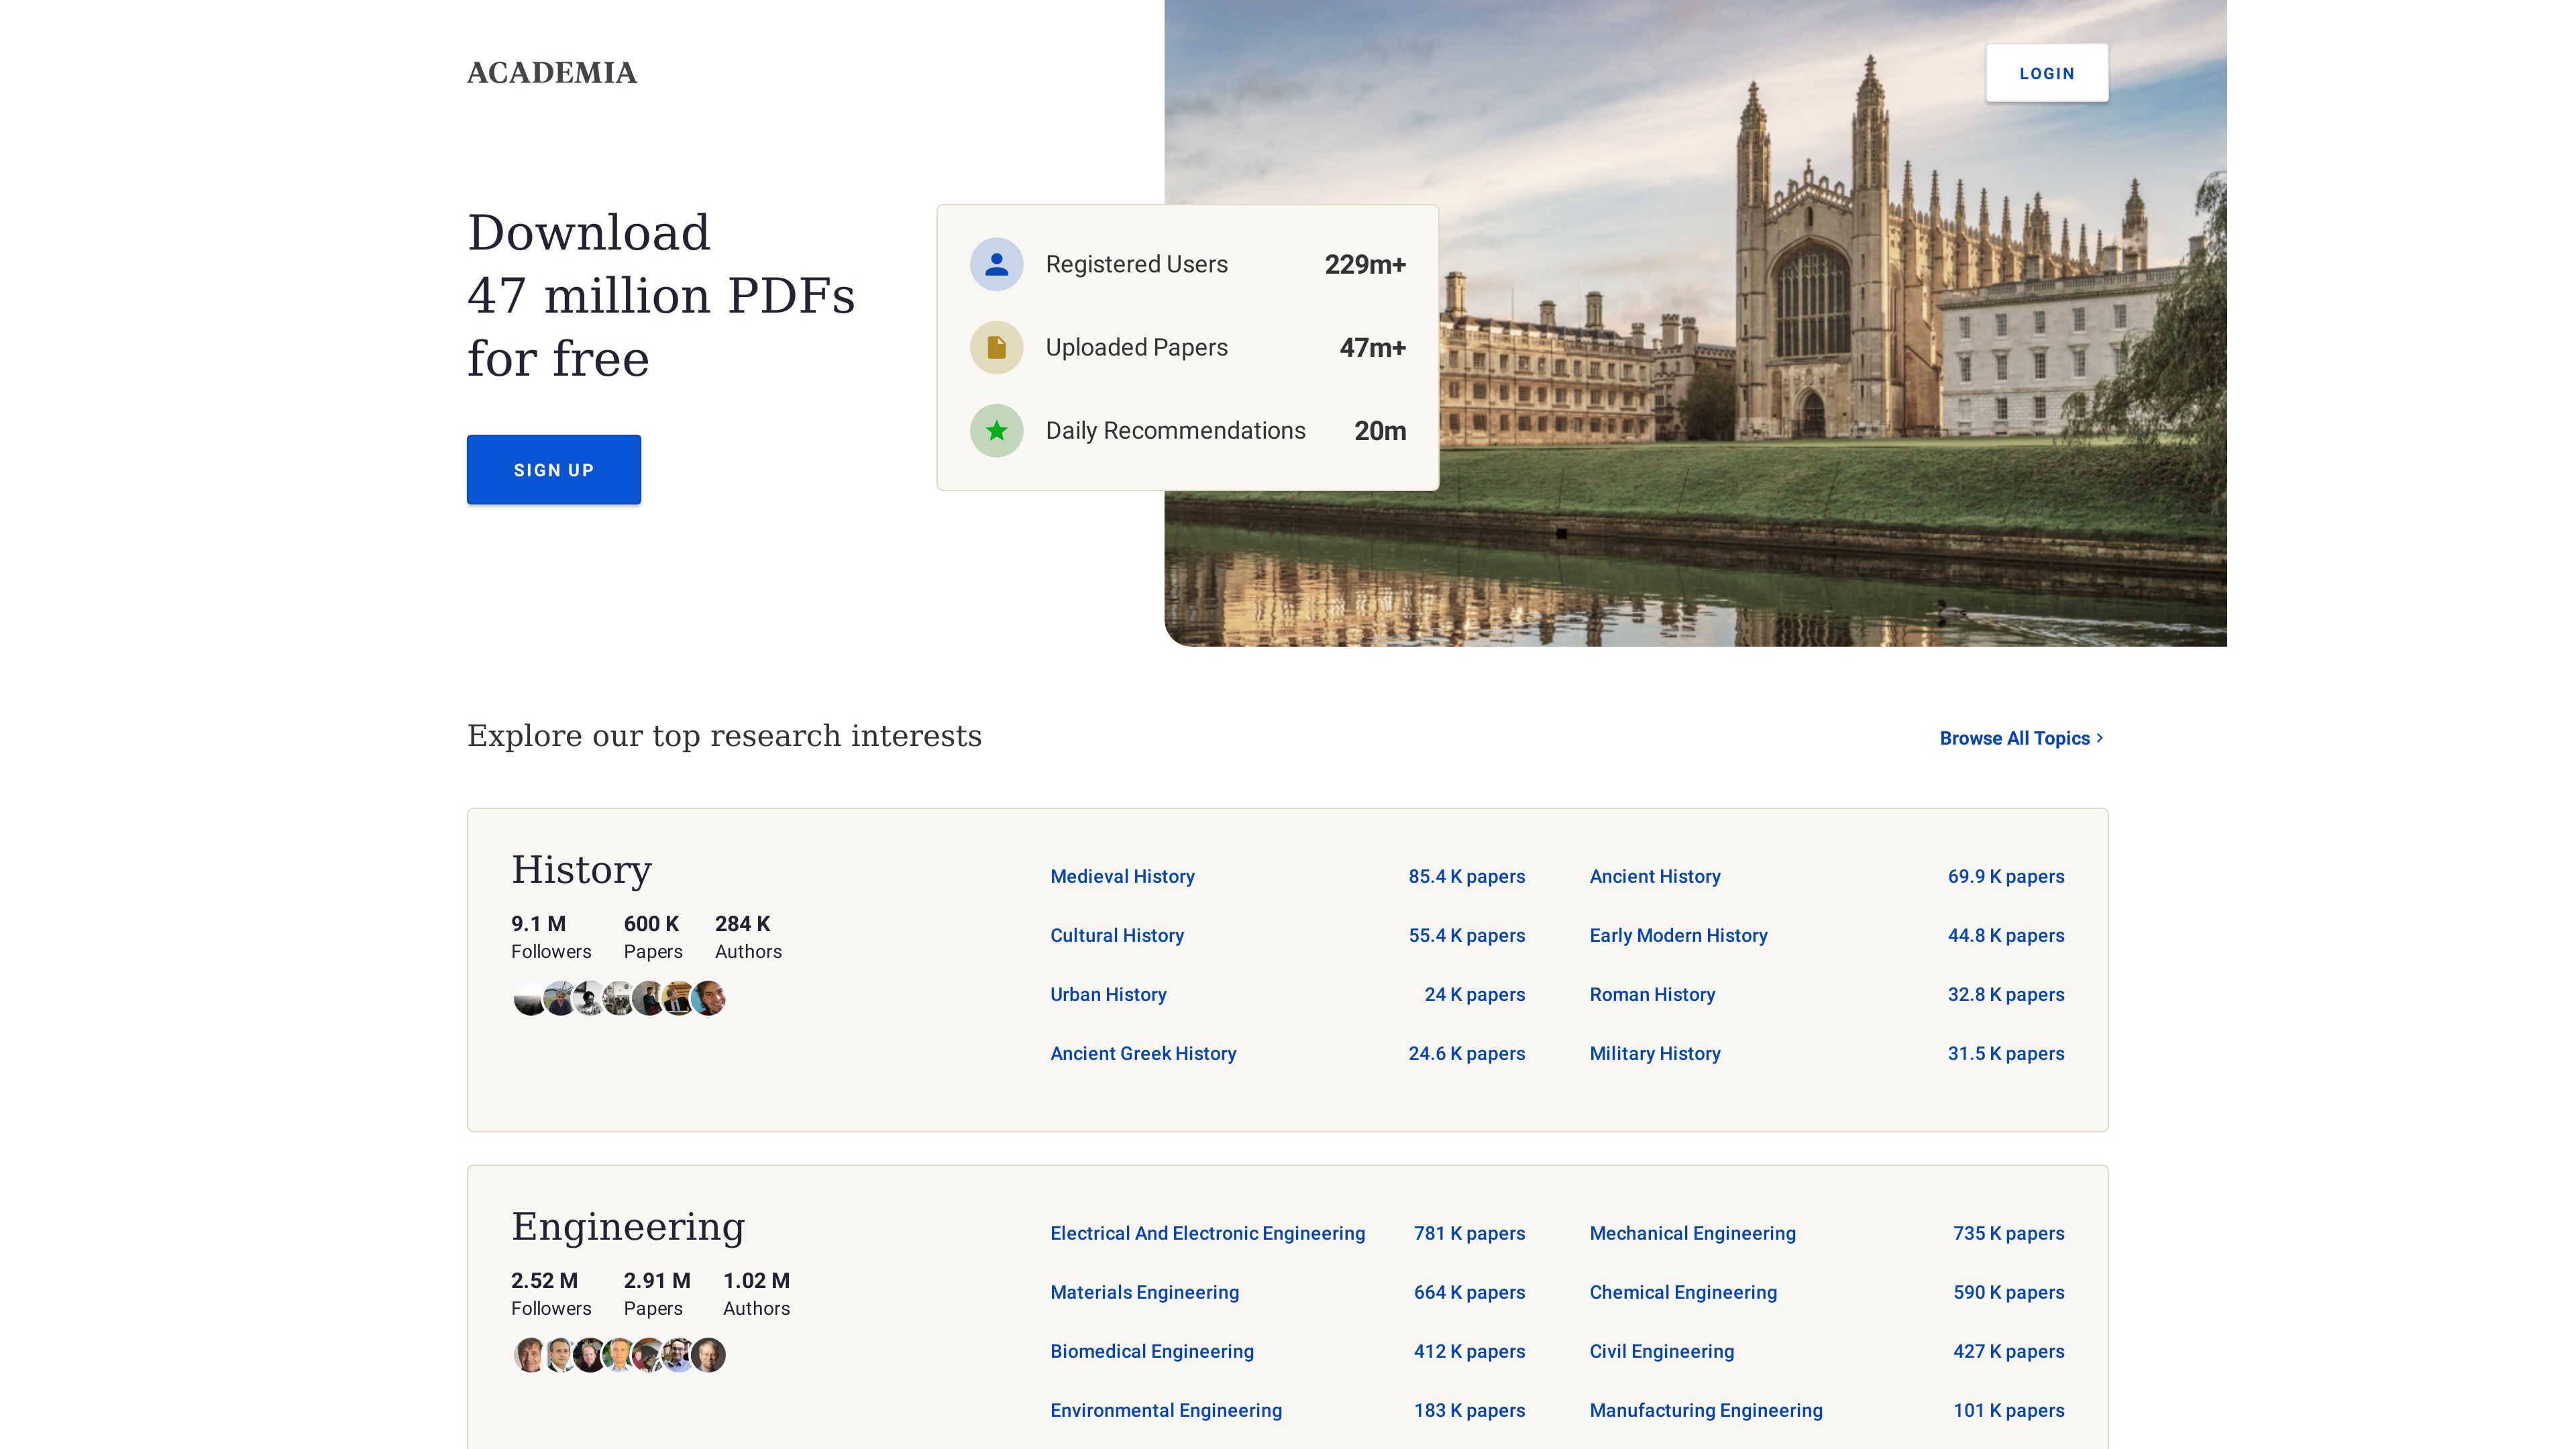 ACADEMIA
LOGIN
Download
47 million PDFs
for free
SIGN UP
Registered Users 229m+
Uploaded Papers 47m+
Daily Recommendations 20m
Explore our top research interests
Browse All Topics
History
9.1 M 600 K 284 K
Followers Papers Authors
Medieval History 85.4 K papers
Ancient History 69.9 K papers
Cultural History 55.4 K papers
Early Modern History 44.8 K papers
Urban History 24 K papers
Roman History 32.8 K papers
Ancient Greek History 24.6 K papers
Military History 31.5 K papers
Engineering
2.52 M 2.91 M 1.02 M
Followers Papers Authors
Electrical And Electronic Engineering 781 K papers
Mechanical Engineering 735 K papers
Materials Engineering 664 K papers
Chemical Engineering 590 K papers
Biomedical Engineering 412 K papers
Civil Engineering 427 K papers
Environmental Engineering 183 K papers
Manufacturing Engineering 101 K papers